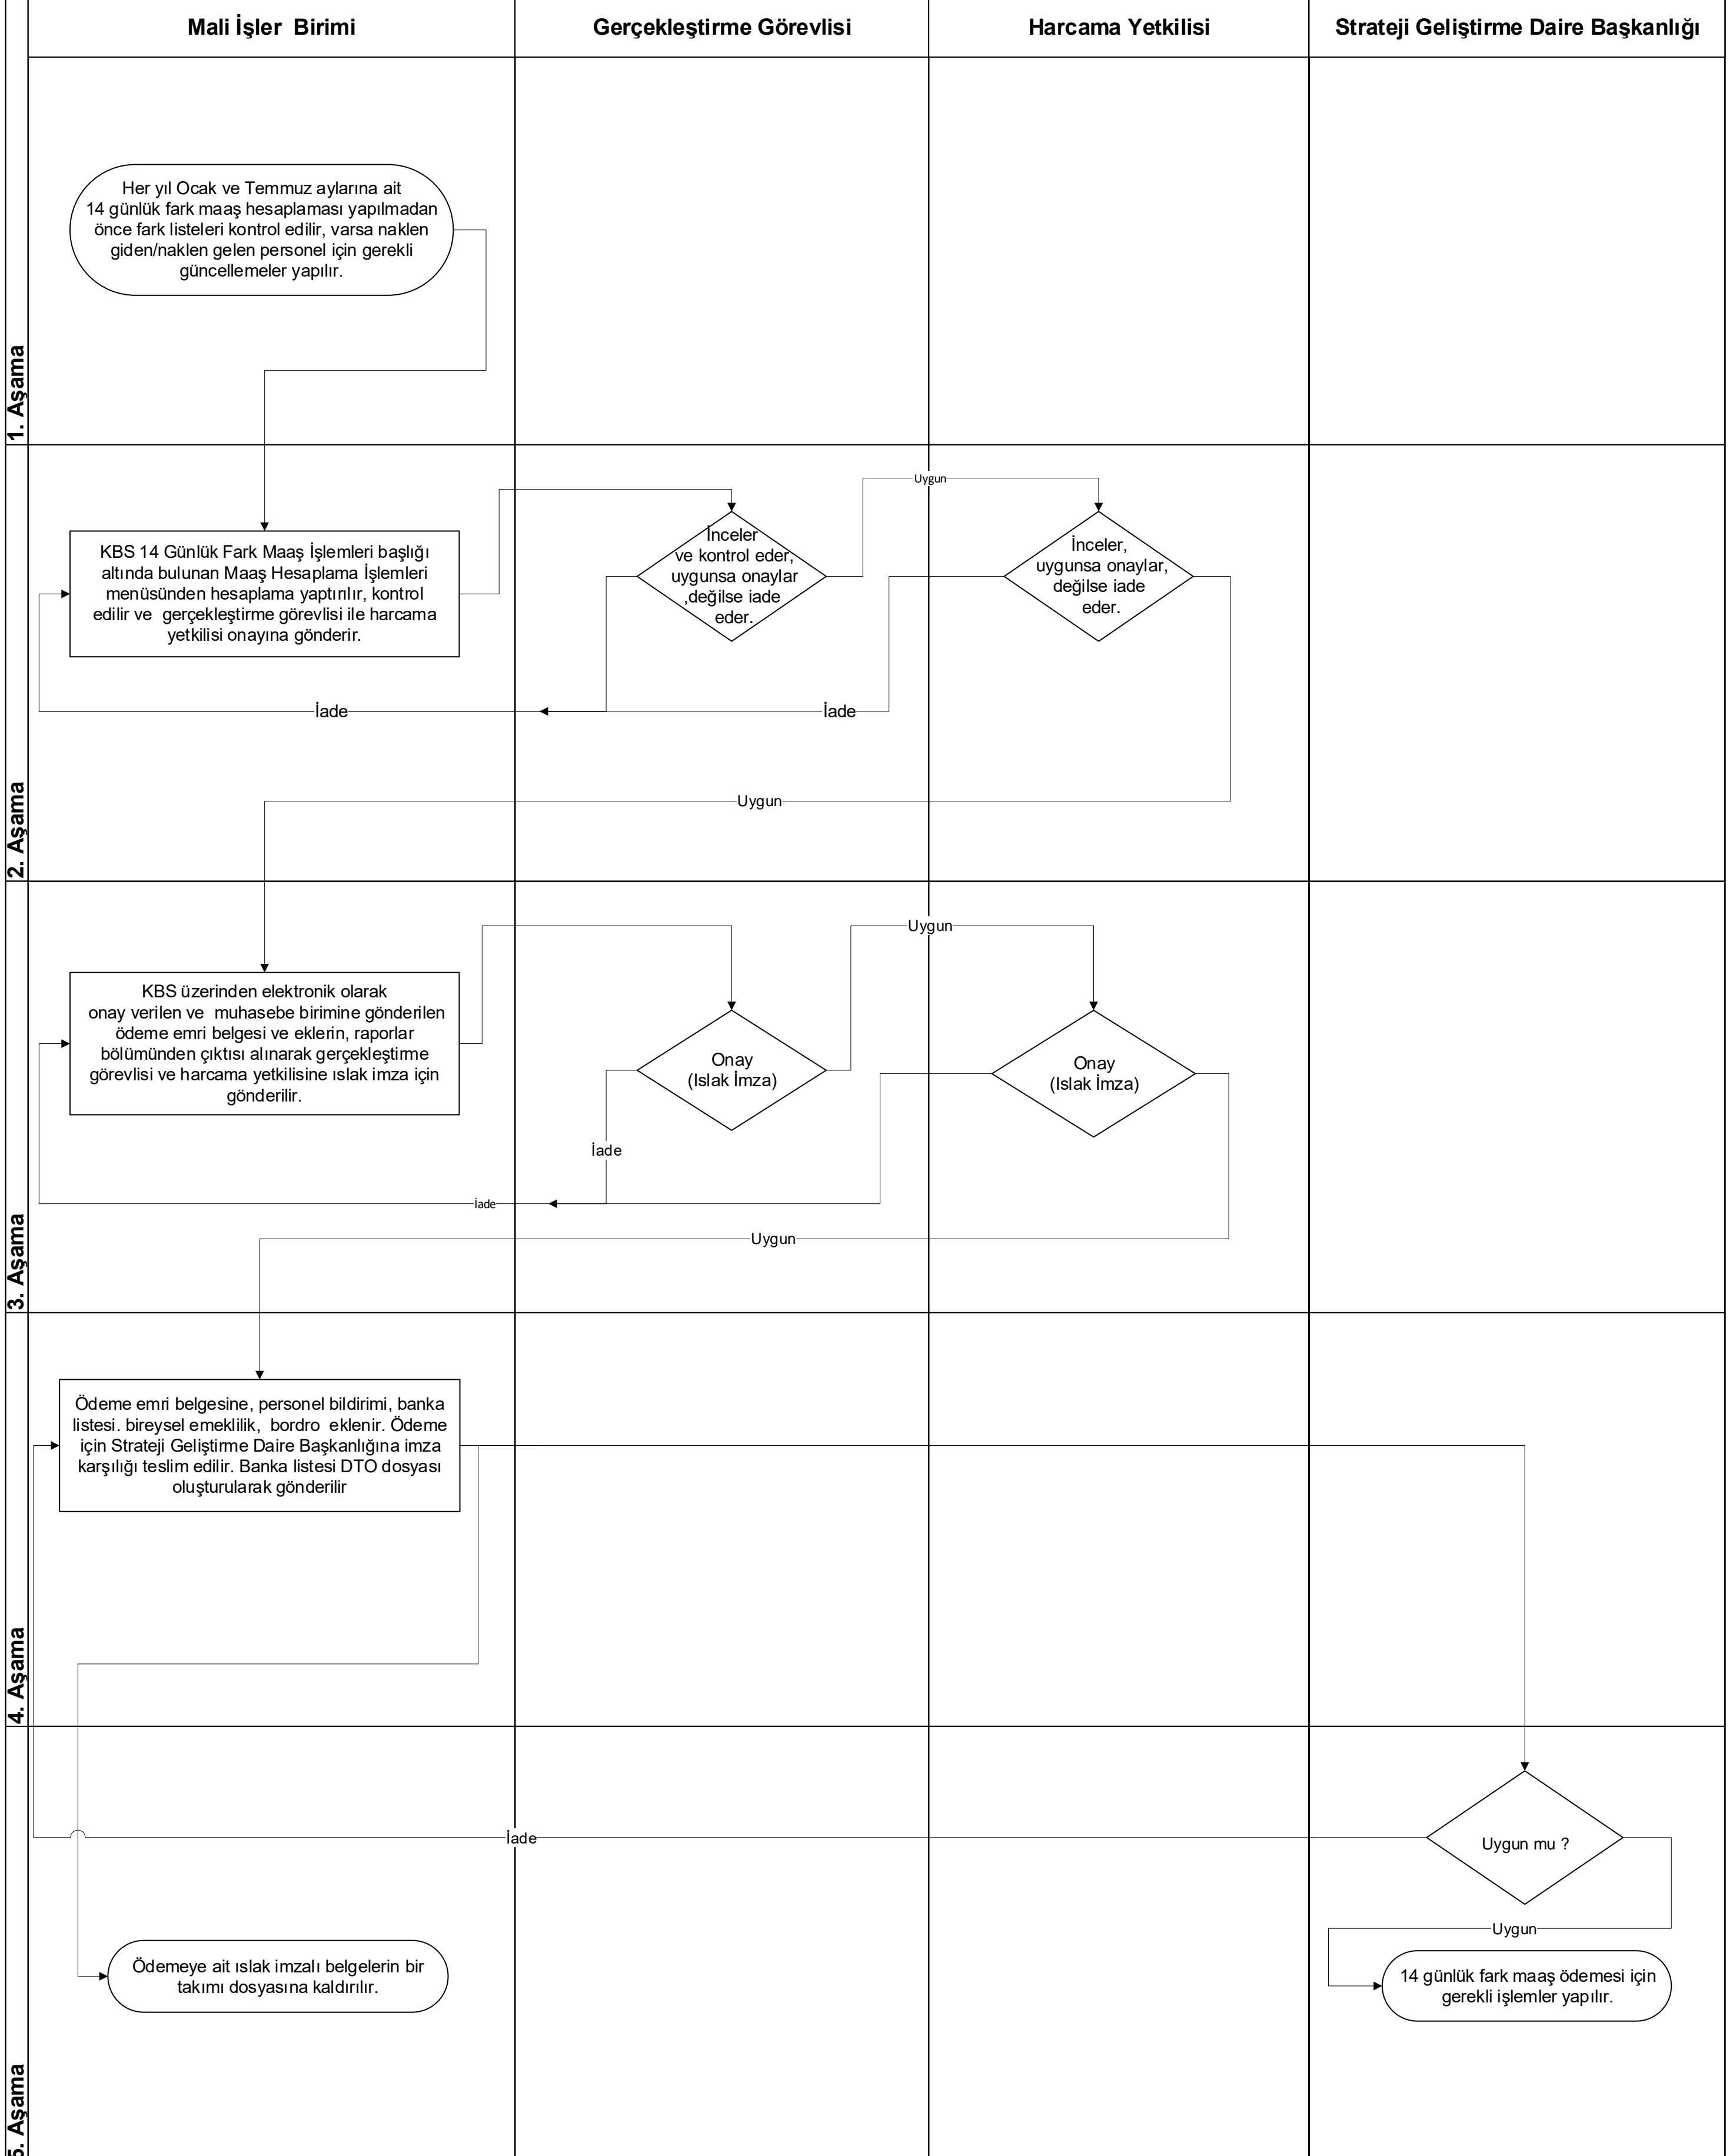 Mali İşler  Birimi
Gerçekleştirme Görevlisi
Harcama Yetkilisi
Strateji Geliştirme Daire Başkanlığı
1. Aşama
Her yıl Ocak ve Temmuz aylarına ait
14 günlük fark maaş hesaplaması yapılmadan
önce fark listeleri kontrol edilir, varsa naklen
giden/naklen gelen personel için gerekli
güncellemeler yapılır.
2. Aşama
KBS 14 Günlük Fark Maaş İşlemleri başlığı
altında bulunan Maaş Hesaplama İşlemleri
menüsünden hesaplama yaptırılır, kontrol
edilir ve  gerçekleştirme görevlisi ile harcama
yetkilisi onayına gönderir.
İnceler
ve kontrol eder,
uygunsa onaylar
,değilse iade
eder.
Uygun
İnceler,
uygunsa onaylar,
değilse iade
eder.
İade
İade
Uygun
3. Aşama
KBS üzerinden elektronik olarak
onay verilen ve  muhasebe birimine gönderilen
ödeme emri belgesi ve eklerin, raporlar
bölümünden çıktısı alınarak gerçekleştirme
görevlisi ve harcama yetkilisine ıslak imza için
gönderilir.
Onay
(Islak İmza)
Uygun
Onay
(Islak İmza)
İade
İade
Uygun
4. Aşama
Ödeme emri belgesine, personel bildirimi, banka
listesi. bireysel emeklilik,  bordro  eklenir. Ödeme
için Strateji Geliştirme Daire Başkanlığına imza
karşılığı teslim edilir. Banka listesi DTO dosyası
oluşturularak gönderilir
5. Aşama
Uygun mu ?
İade
Uygun
Ödemeye ait ıslak imzalı belgelerin bir
takımı dosyasına kaldırılır.
14 günlük fark maaş ödemesi için
gerekli işlemler yapılır.